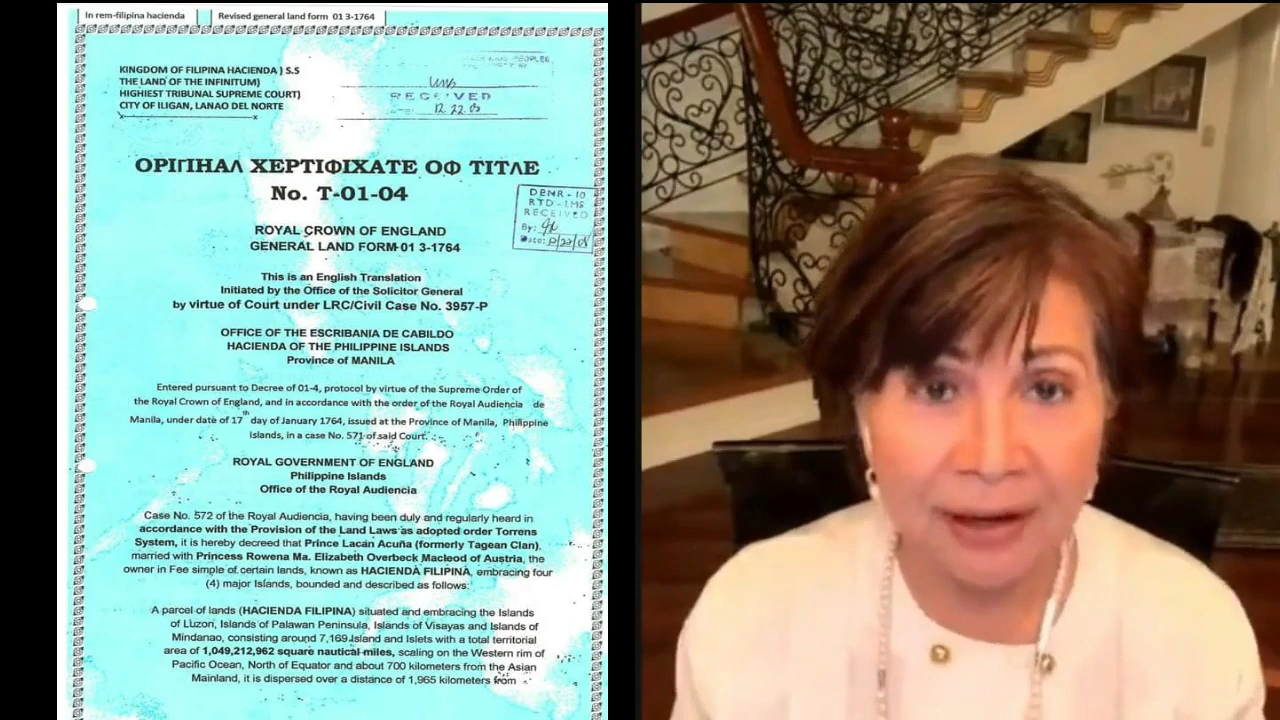 In rem-filipina hacienda
Revised general land form 01 3-1764
KINGDOM OF FILIPINA HACIENDA ) S.S
THE LAND OF THE INFINITUM)
HIGHEST TRIBUNAL SUPREME COURT)
CITY OF ILIGAN, LANAO DEL NORTE
x x
PEOPLES
RECEIVED
12.22.03
ΟΡΙΓΙΗΑΛ ΧΕΡΤΙΦΙΧΑΤΕ ΟΦ ΤΙΤΛΕ
No. T-01-04
DENR - 10
RTD - LMS
RECEIVED
By:
Date:
ROYAL CROWN OF ENGLAND
GENERAL LAND FORM 01 3-1764
This is an English Translation
Initiated by the Office of the Solicitor General
by virtue of Court under LRC/Civil Case No. 3957-P
OFFICE OF THE ESCRIBANIA DE CABILDO
HACIENDA OF THE PHILIPPINE ISLANDS
Province of MANILA
Entered pursuant to Decree of 01-4, protocol by virtue of the Supreme Order of
the Royal Crown of England, and in accordance with the order of the Royal Audiencia de
Manila, under date of 17th day of January 1764, issued at the Province of Manila, Philippine
Islands, in a case No. 571 of said Court.
ROYAL GOVERNMENT OF ENGLAND
Philippine Islands
Office of the Royal Audiencia
Case No. 572 of the Royal Audiencia, having been duly and regularly heard in
accordance with the Provision of the Land Laws as adopted order Torrens
System, it is hereby decreed that Prince Lacan Acuña (formerly Tagean Clan),
married with Princess Rowena Ma. Elizabeth Overbeck Macleod of Austria, the
owner in Fee simple of certain lands, known as HACIENDA FILIPINA, embracing four
(4) major Islands, bounded and described as follows:
A parcel of lands (HACIENDA FILIPINA) situated and embracing the Islands
of Luzon, Islands of Palawan Peninsula, Islands of Visayas and Islands of
Mindanao, consisting around 7,169 Island and Islets with a total territorial
area of 1,049,212,962 square nautical miles, scaling on the Western rim of
Pacific Ocean, North of Equator and about 700 kilometers from the Asian
Mainland, it is dispersed over a distance of 1,965 kilometers from